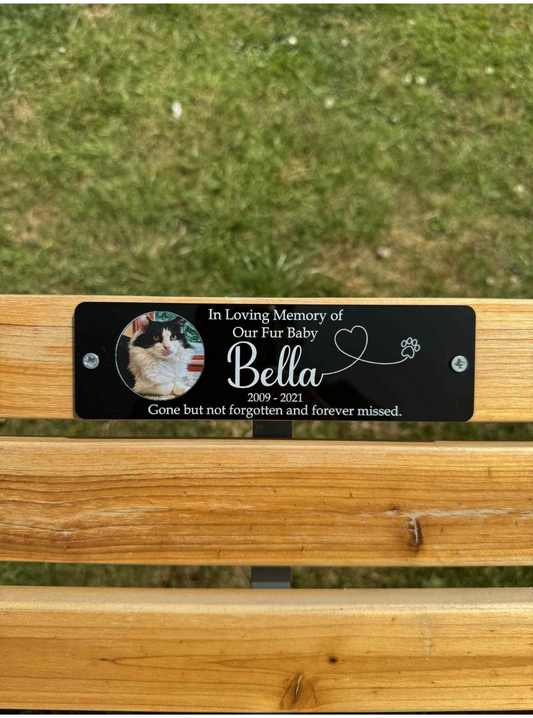 In Loving Memory of
Our Fur Baby
Bella
2009 - 2021
Gone but not forgotten and forever missed.